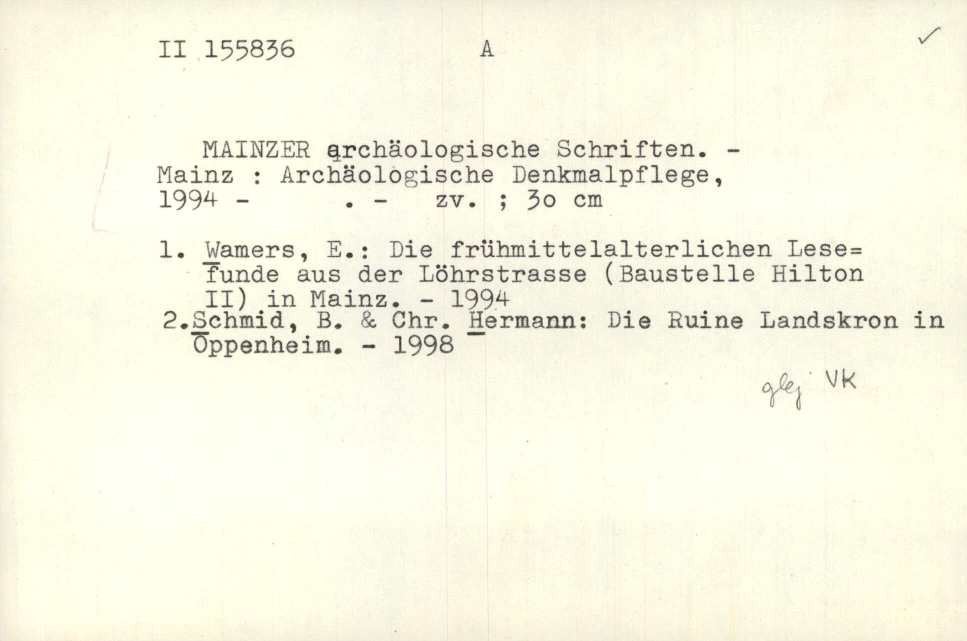 II 155836 A ✓
MAINZER archäologische Schriften. -
Mainz : Archäologische Denkmalpflege,
1994 - . - zv. ; 30 cm
1. Wamers, E.: Die frühmittelalterlichen Lese=
funde aus der Löhrstrasse (Baustelle Hilton
II) in Mainz. - 1994
2.Schmid, B. & Chr. Hermann: Die Ruine Landskron in
Oppenheim. - 1998
glej VK